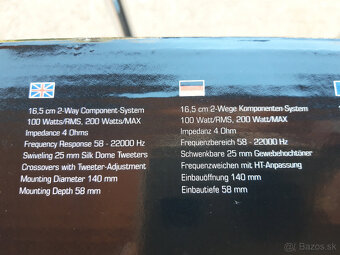 16,5 cm 2-Way Component-System
100 Watts/RMS, 200 Watts/MAX
Impedance 4 Ohms
Frequency Response 58 - 22000 Hz
Swiveling 25 mm Silk Dome Tweeters
Crossovers with Tweeter-Adjustment
Mounting Diameter 140 mm
Mounting Depth 58 mm
16,5 cm 2-Wege Komponenten-System
100 Watts/RMS, 200 Watts/MAX
Impedanz 4 Ohm
Frequenzbereich 58 - 22000 Hz
Schwenkbare 25 mm Gewebehochtäner
Frequenzweichen mit HT-Anpassung
Einbauöffnung 140 mm
Einbautiefe 58 mm
Bazos.sk